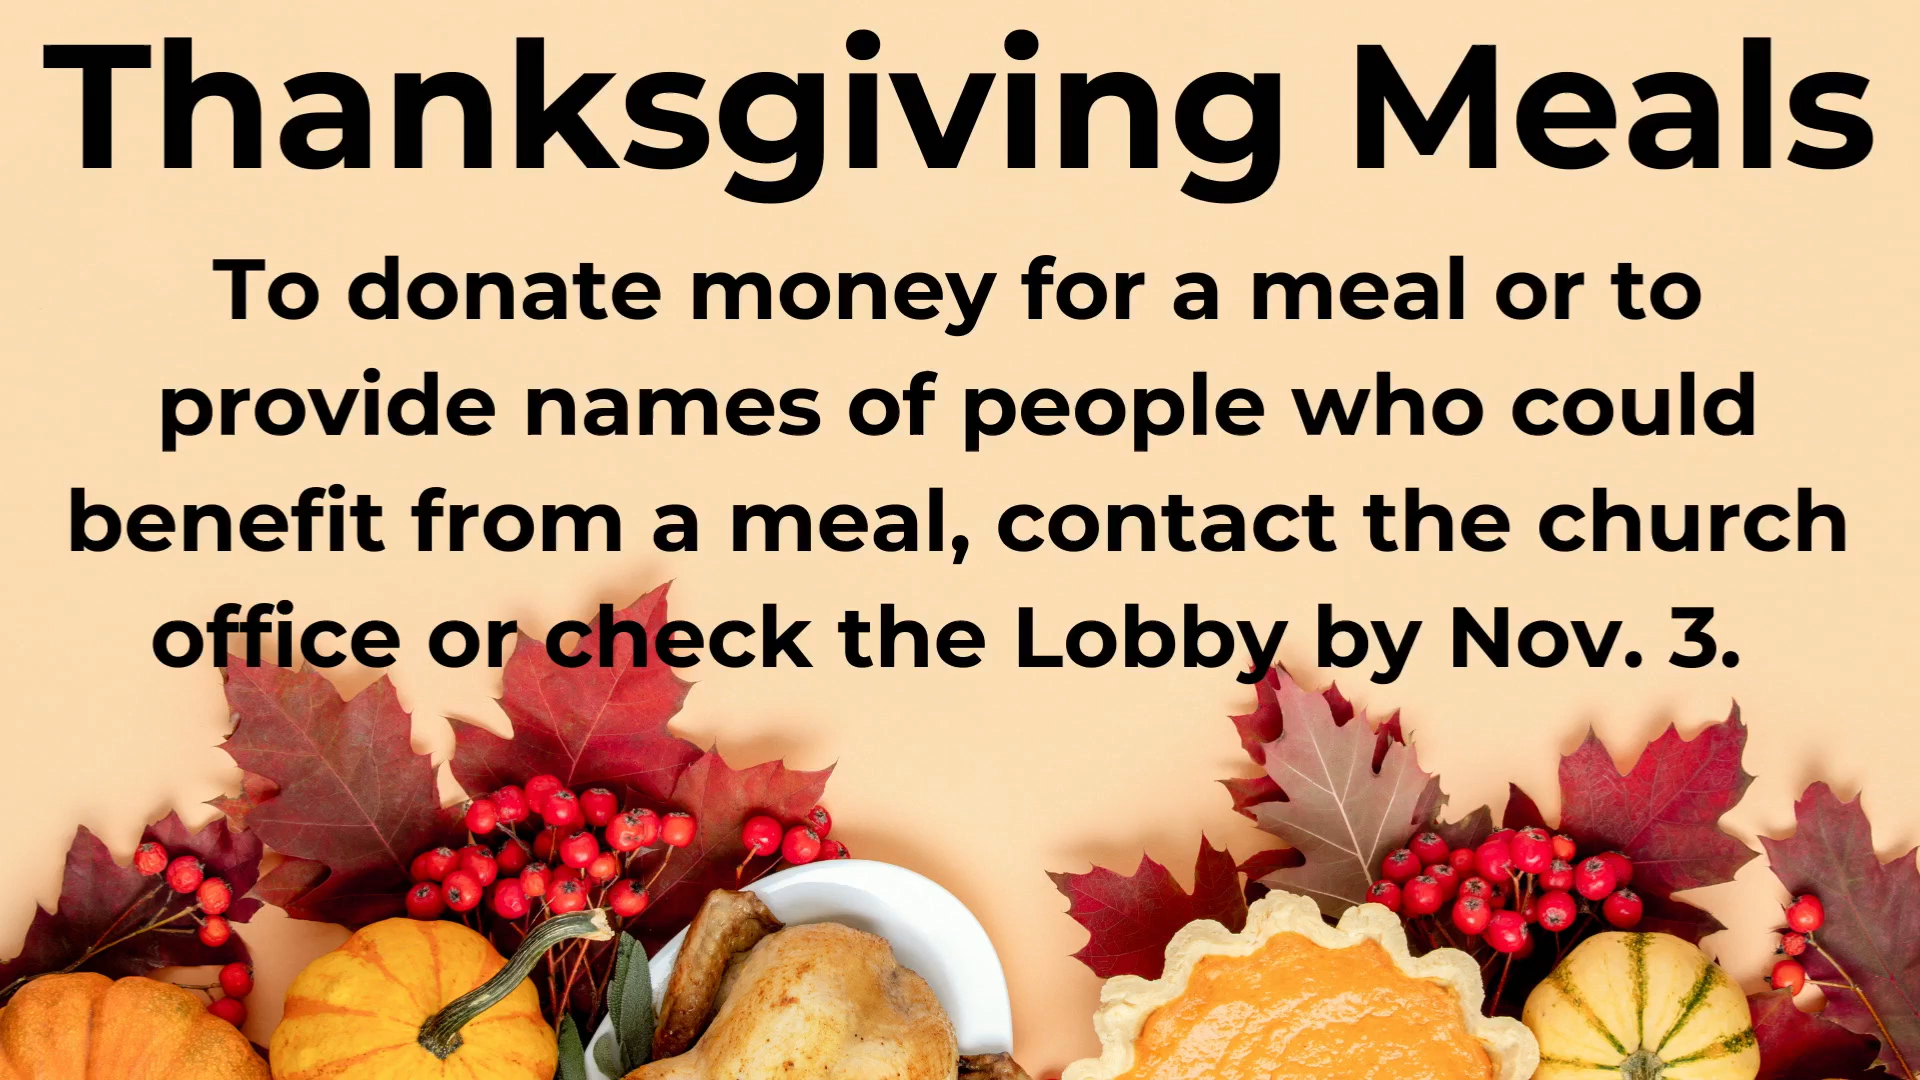 Thanksgiving Meals
To donate money for a meal or to
provide names of people who could
benefit from a meal, contact the church
office or check the Lobby by Nov. 3.